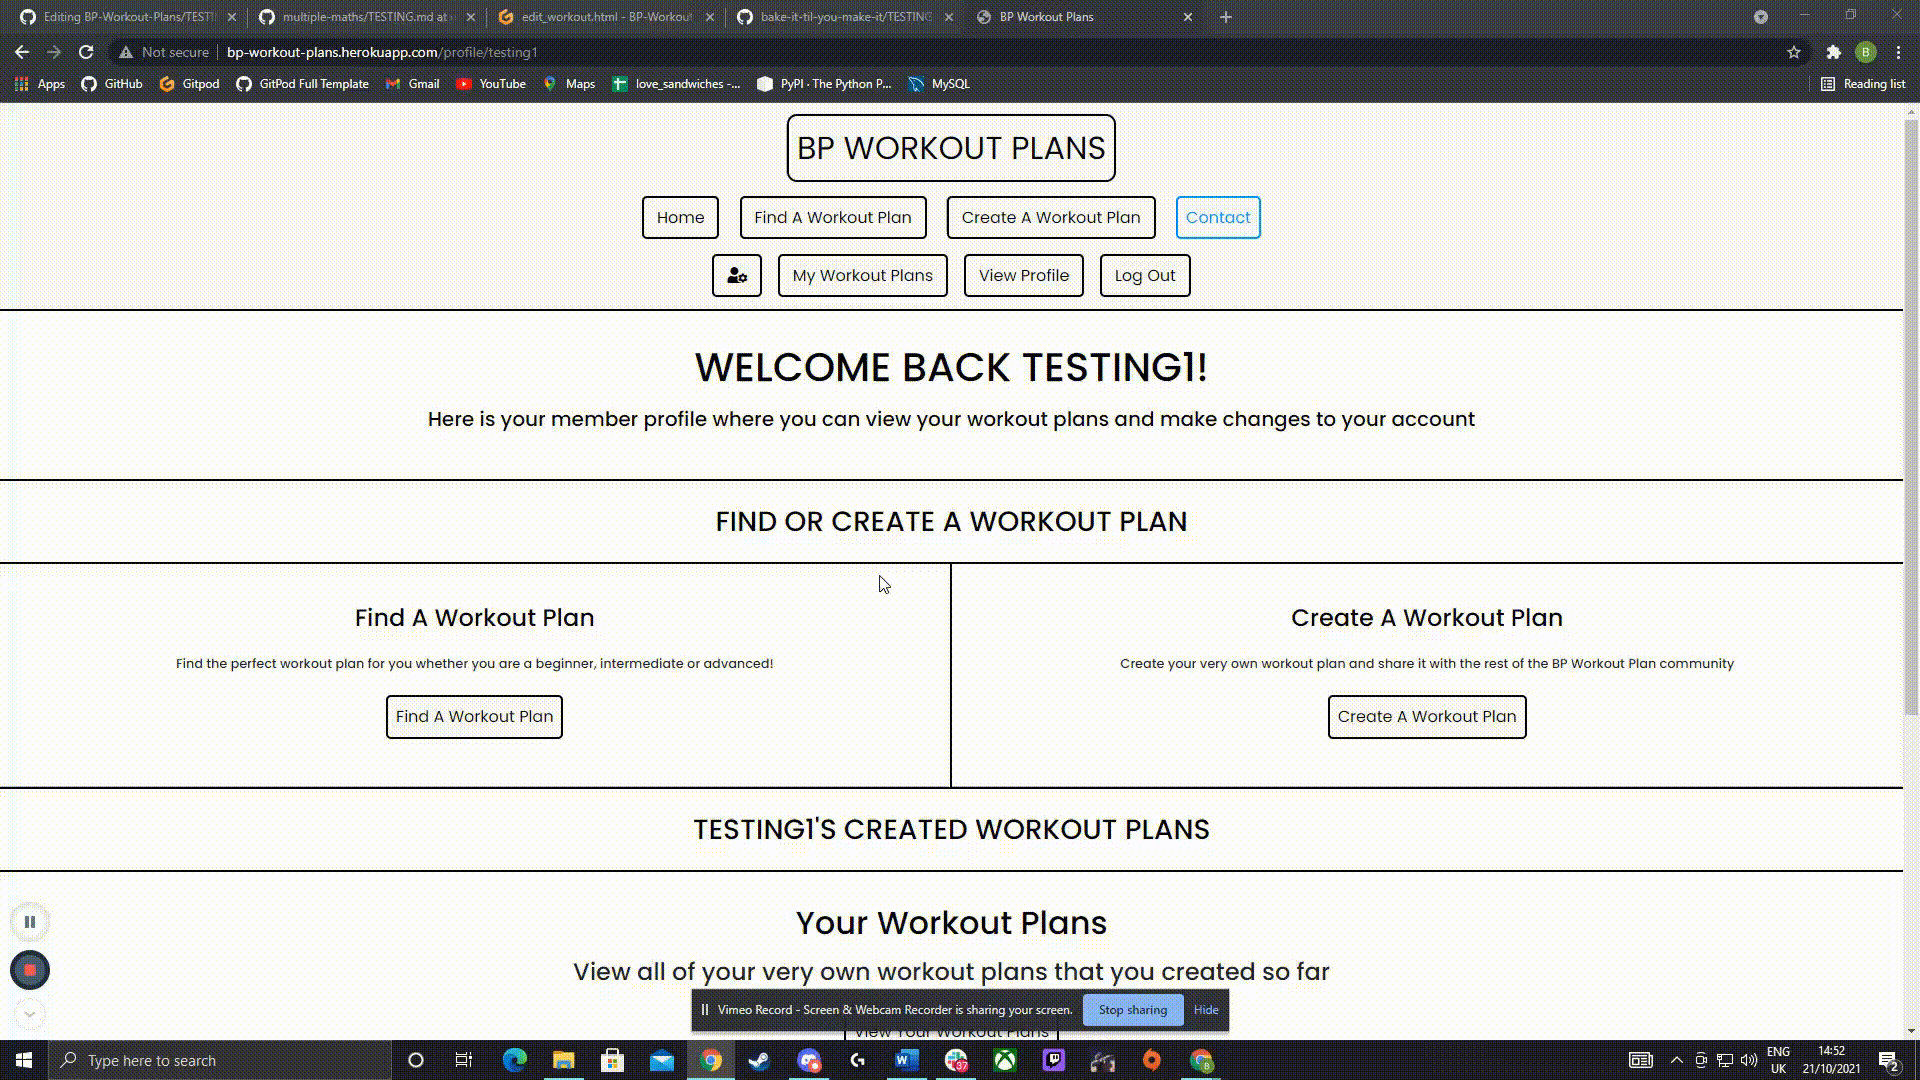 Editing BP-Workout-Plans/TESTI
multiple-maths/TESTING.md at
edit_workout.html - BP-Workout
bake-it-til-you-make-it/TESTING
BP Workout Plans
Not secure
bp-workout-plans.herokuapp.com/profile/testing1
B
Apps
GitHub
Gitpod
GitPod Full Template
Gmail
YouTube
Maps
love_sandwiches -...
PyPI · The Python P...
MySQL
Reading list
BP WORKOUT PLANS
Home
Find A Workout Plan
Create A Workout Plan
Contact
My Workout Plans
View Profile
Log Out
WELCOME BACK TESTING1!
Here is your member profile where you can view your workout plans and make changes to your account
FIND OR CREATE A WORKOUT PLAN
Find A Workout Plan
Find the perfect workout plan for you whether you are a beginner, intermediate or advanced!
Find A Workout Plan
Create A Workout Plan
Create your very own workout plan and share it with the rest of the BP Workout Plan community
Create A Workout Plan
TESTING1'S CREATED WORKOUT PLANS
Your Workout Plans
View all of your very own workout plans that you created so far
Vimeo Record - Screen & Webcam Recorder is sharing your screen.
Stop sharing
Hide
View Your Workout Plans
Type here to search
W
37
B
ENG
UK
14:52
21/10/2021
2